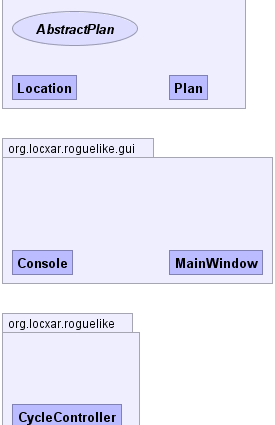 AbstractPlan
Location Plan
org.locxar.roguelike.gui
Console MainWindow
org.locxar.roguelike
CycleController